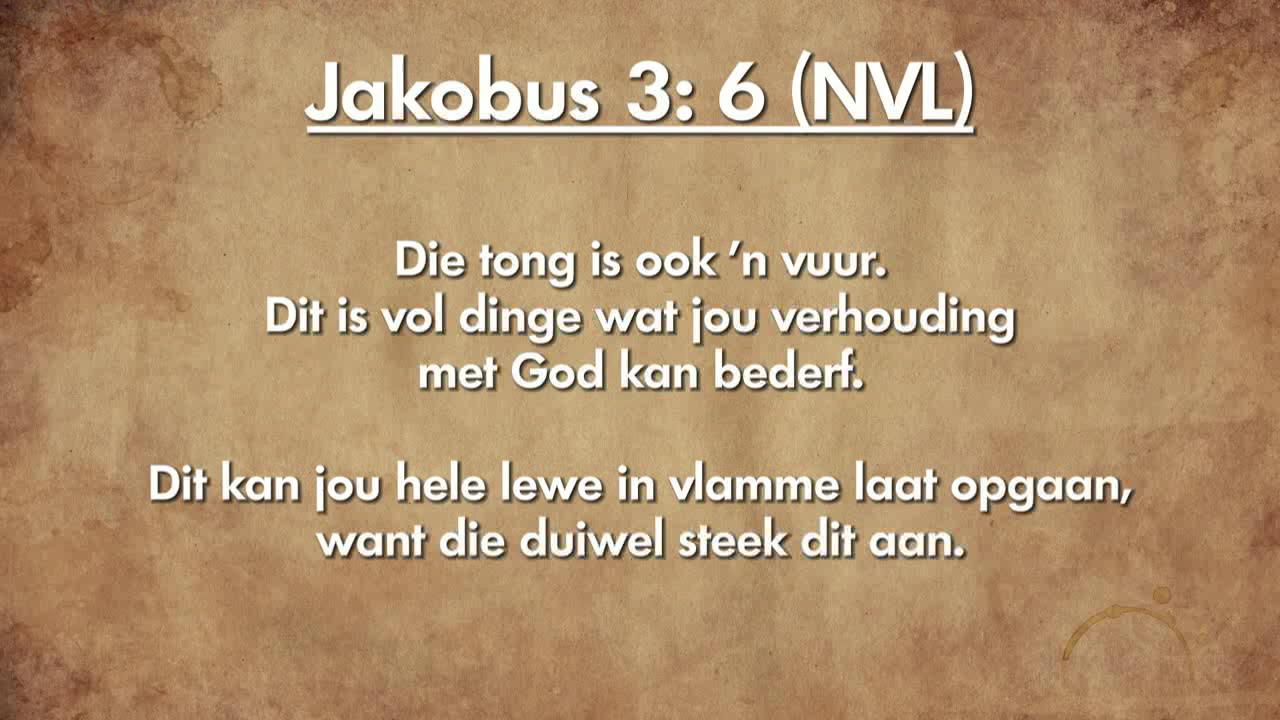 Jakobus 3: 6 (NVL)
Die tong is ook ’n vuur.
Dit is vol dinge wat jou verhouding
met God kan bederf.
Dit kan jou hele lewe in vlamme laat opgaan,
want die duiwel steek dit aan.